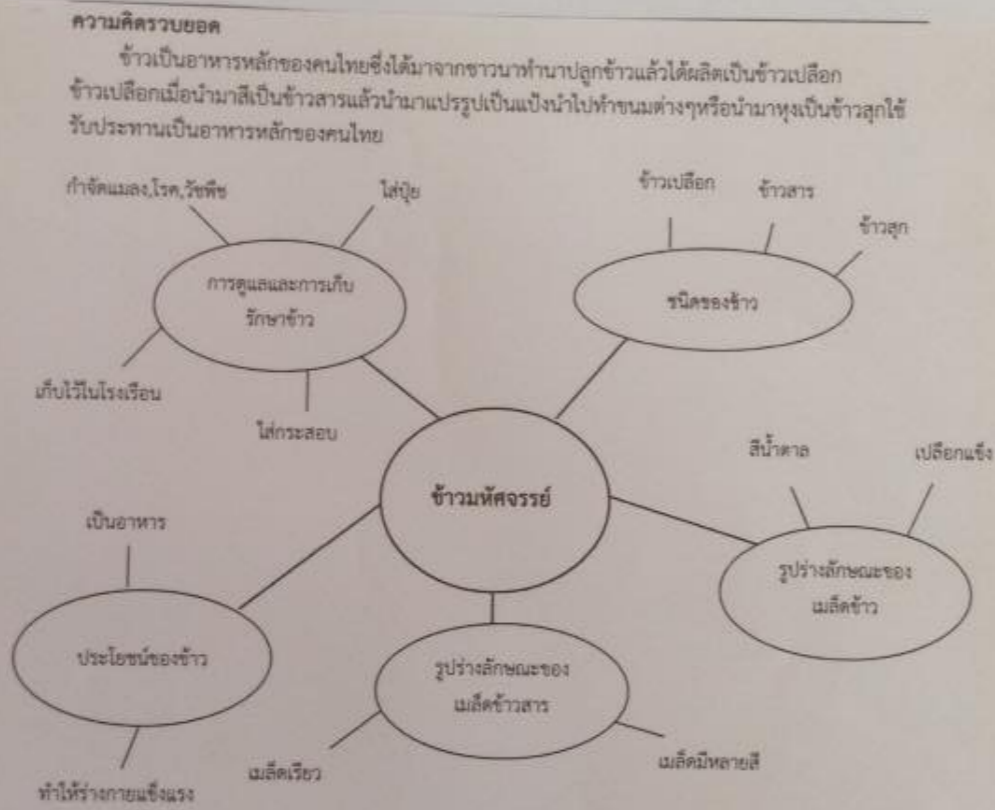 ความคิดรวบยอด
ข้าวเป็นอาหารหลักของคนไทยซึ่งได้มาจากชาวนาทำนาปลูกข้าวแล้วได้ผลิตเป็นข้าวเปลือก
ข้าวเปลือกเมื่อนำมาสีเป็นข้าวสารแล้วนำมาแปรรูปเป็นแป้งนำไปทำขนมต่างๆหรือนำมาหุงเป็นข้าวสุกใช้
รับประทานเป็นอาหารหลักของคนไทย
กำจัดแมลง,โรค,วัชพืช
ใส่ปุ๋ย
การดูแลและการเก็บ
รักษาข้าว
เก็บไว้ในโรงเรือน
ใส่กระสอบ
ข้าวเปลือก
ข้าวสาร
ข้าวสุก
ชนิดของข้าว
ข้าวมหัศจรรย์
สีน้ำตาล
เปลือกแข็ง
รูปร่างลักษณะของ
เมล็ดข้าว
เป็นอาหาร
ประโยชน์ของข้าว
ทำให้ร่างกายแข็งแรง
รูปร่างลักษณะของ
เมล็ดข้าวสาร
เมล็ดเรียว
เมล็ดมีหลายสี